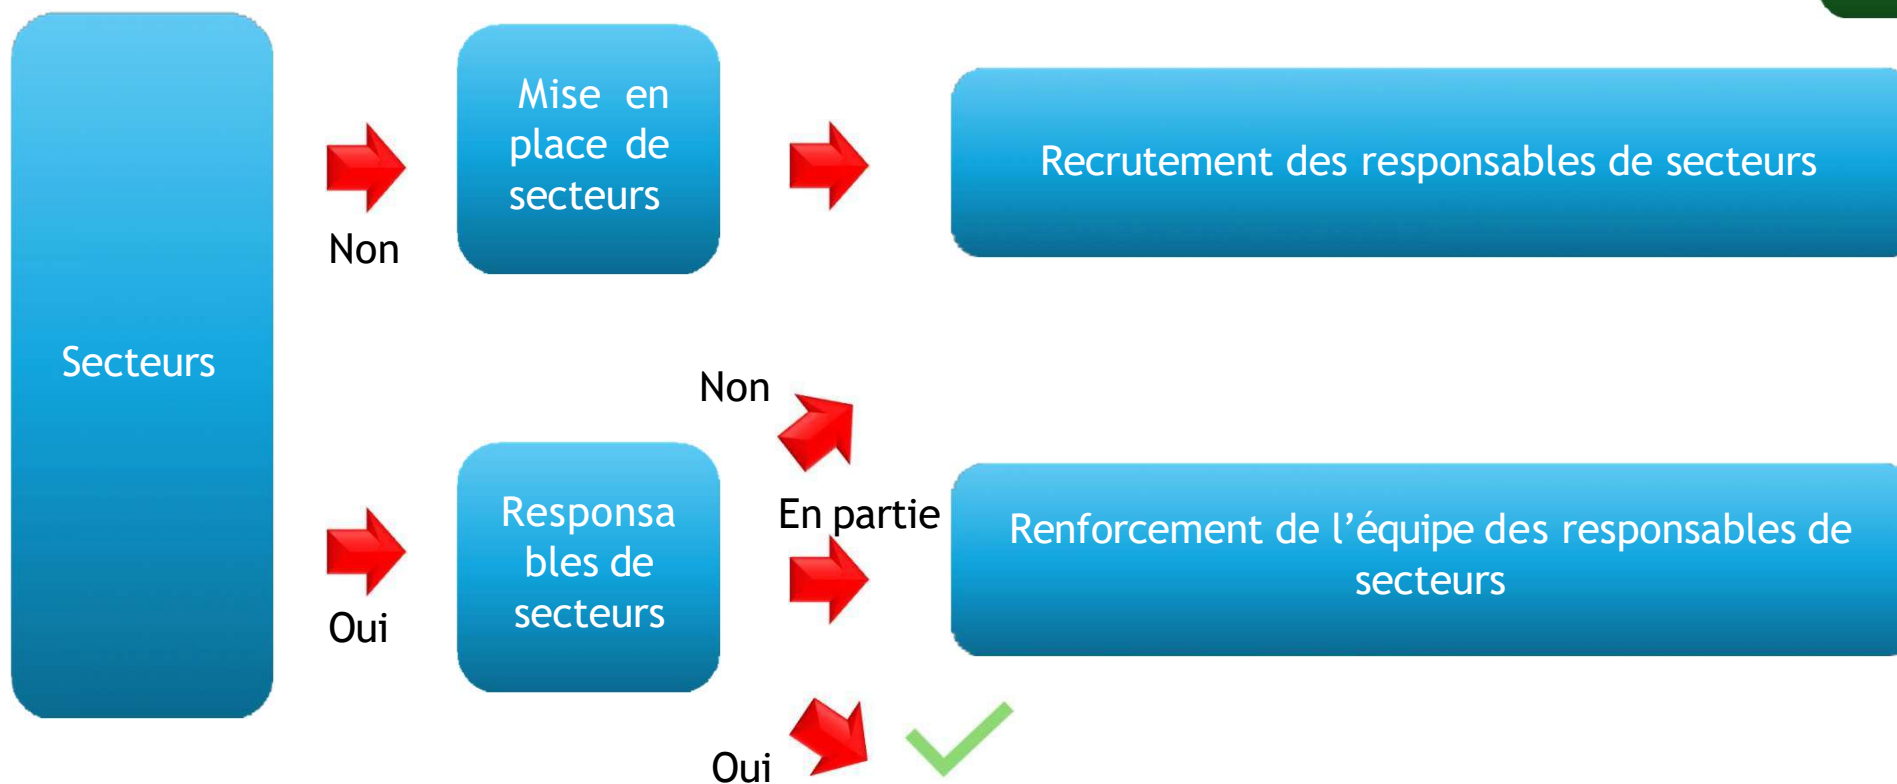 Mise en
place de
secteurs
Recrutement des responsables de secteurs
Non
Secteurs
Non
Responsa
bles de
secteurs
En partie
Renforcement de l’équipe des responsables de
secteurs
Oui
Oui